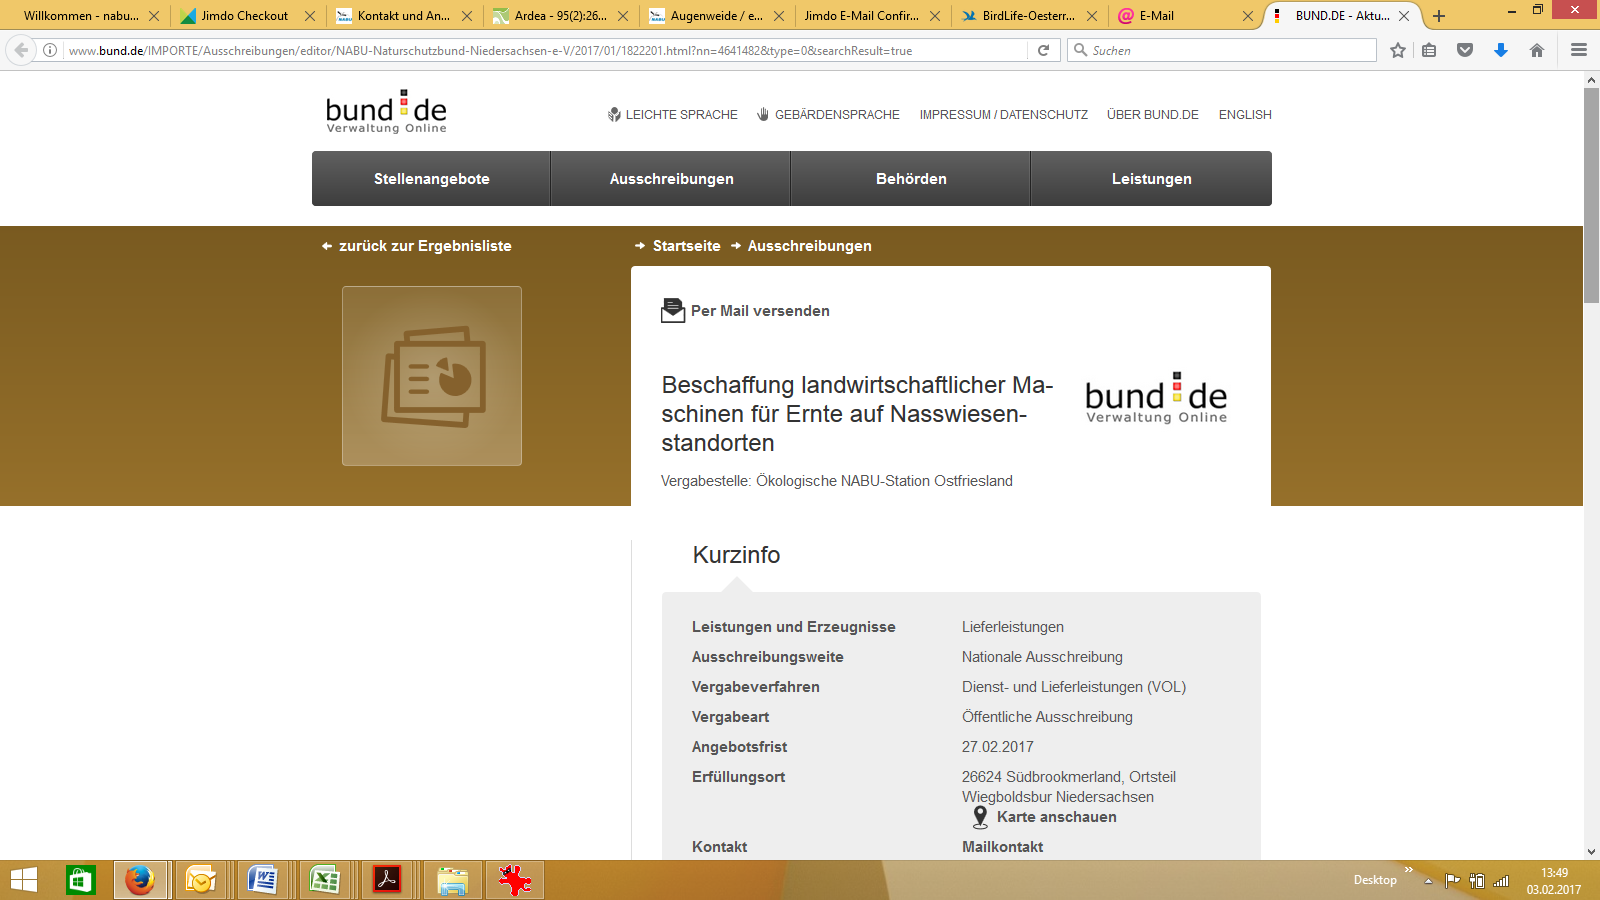 Willkommen - nabu...
Jimdo Checkout
Kontakt und An...
Ardea - 95(2):26...
Augenweide / e...
Jimdo E-Mail Confir...
BirdLife-Oesterr...
E-Mail
BUND.DE - Aktu...
www.bund.de/IMPORTE/Ausschreibungen/editor/NABU-Naturschutzbund-Niedersachsen-e-V/2017/01/1822201.html?nn=4641482&type=0&searchResult=true
Suchen
bund.de
Verwaltung Online
LEICHTE SPRACHE
GEBÄRDENSPRACHE
IMPRESSUM / DATENSCHUTZ
ÜBER BUND.DE
ENGLISH
Stellenangebote
Ausschreibungen
Behörden
Leistungen
zurück zur Ergebnisliste
Startseite
Ausschreibungen
Per Mail versenden
Beschaffung landwirtschaftlicher Ma-
schinen für Ernte auf Nasswiesen-
standorten
bund.de
Verwaltung Online
Vergabestelle: Ökologische NABU-Station Ostfriesland
Kurzinfo
Leistungen und Erzeugnisse Lieferleistungen
Ausschreibungsweite Nationale Ausschreibung
Vergabeverfahren Dienst- und Lieferleistungen (VOL)
Vergabeart Öffentliche Ausschreibung
Angebotsfrist 27.02.2017
Erfüllungsort 26624 Südbrookmerland, Ortsteil
Wiegboldsbur Niedersachsen
Karte anschauen
Kontakt Mailkontakt
Desktop
13:49
03.02.2017